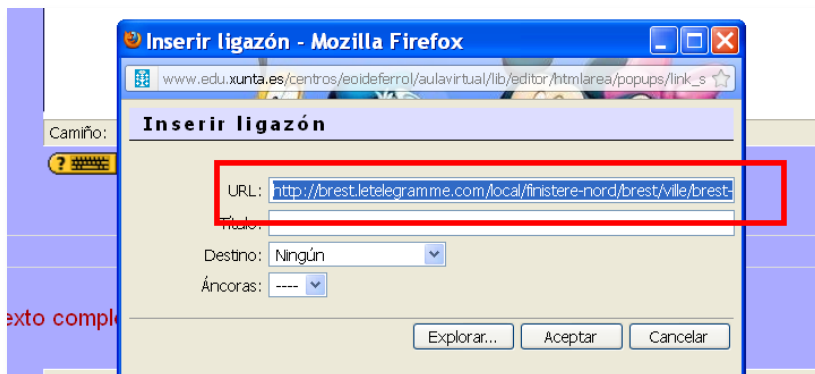 Inserir ligazón - Mozilla Firefox
www.edu.xunta.es/centros/eoideferrol/aulavirtual/lib/editor/htmlarea/popups/link_s
Inserir ligazón
Camiño:
?
URL: http://brest.letelegramme.com/local/finistere-nord/brest/ville/brest-
Título:
Destino: Ningún
Áncoras: ----
exto comple
Explorar... Aceptar Cancelar